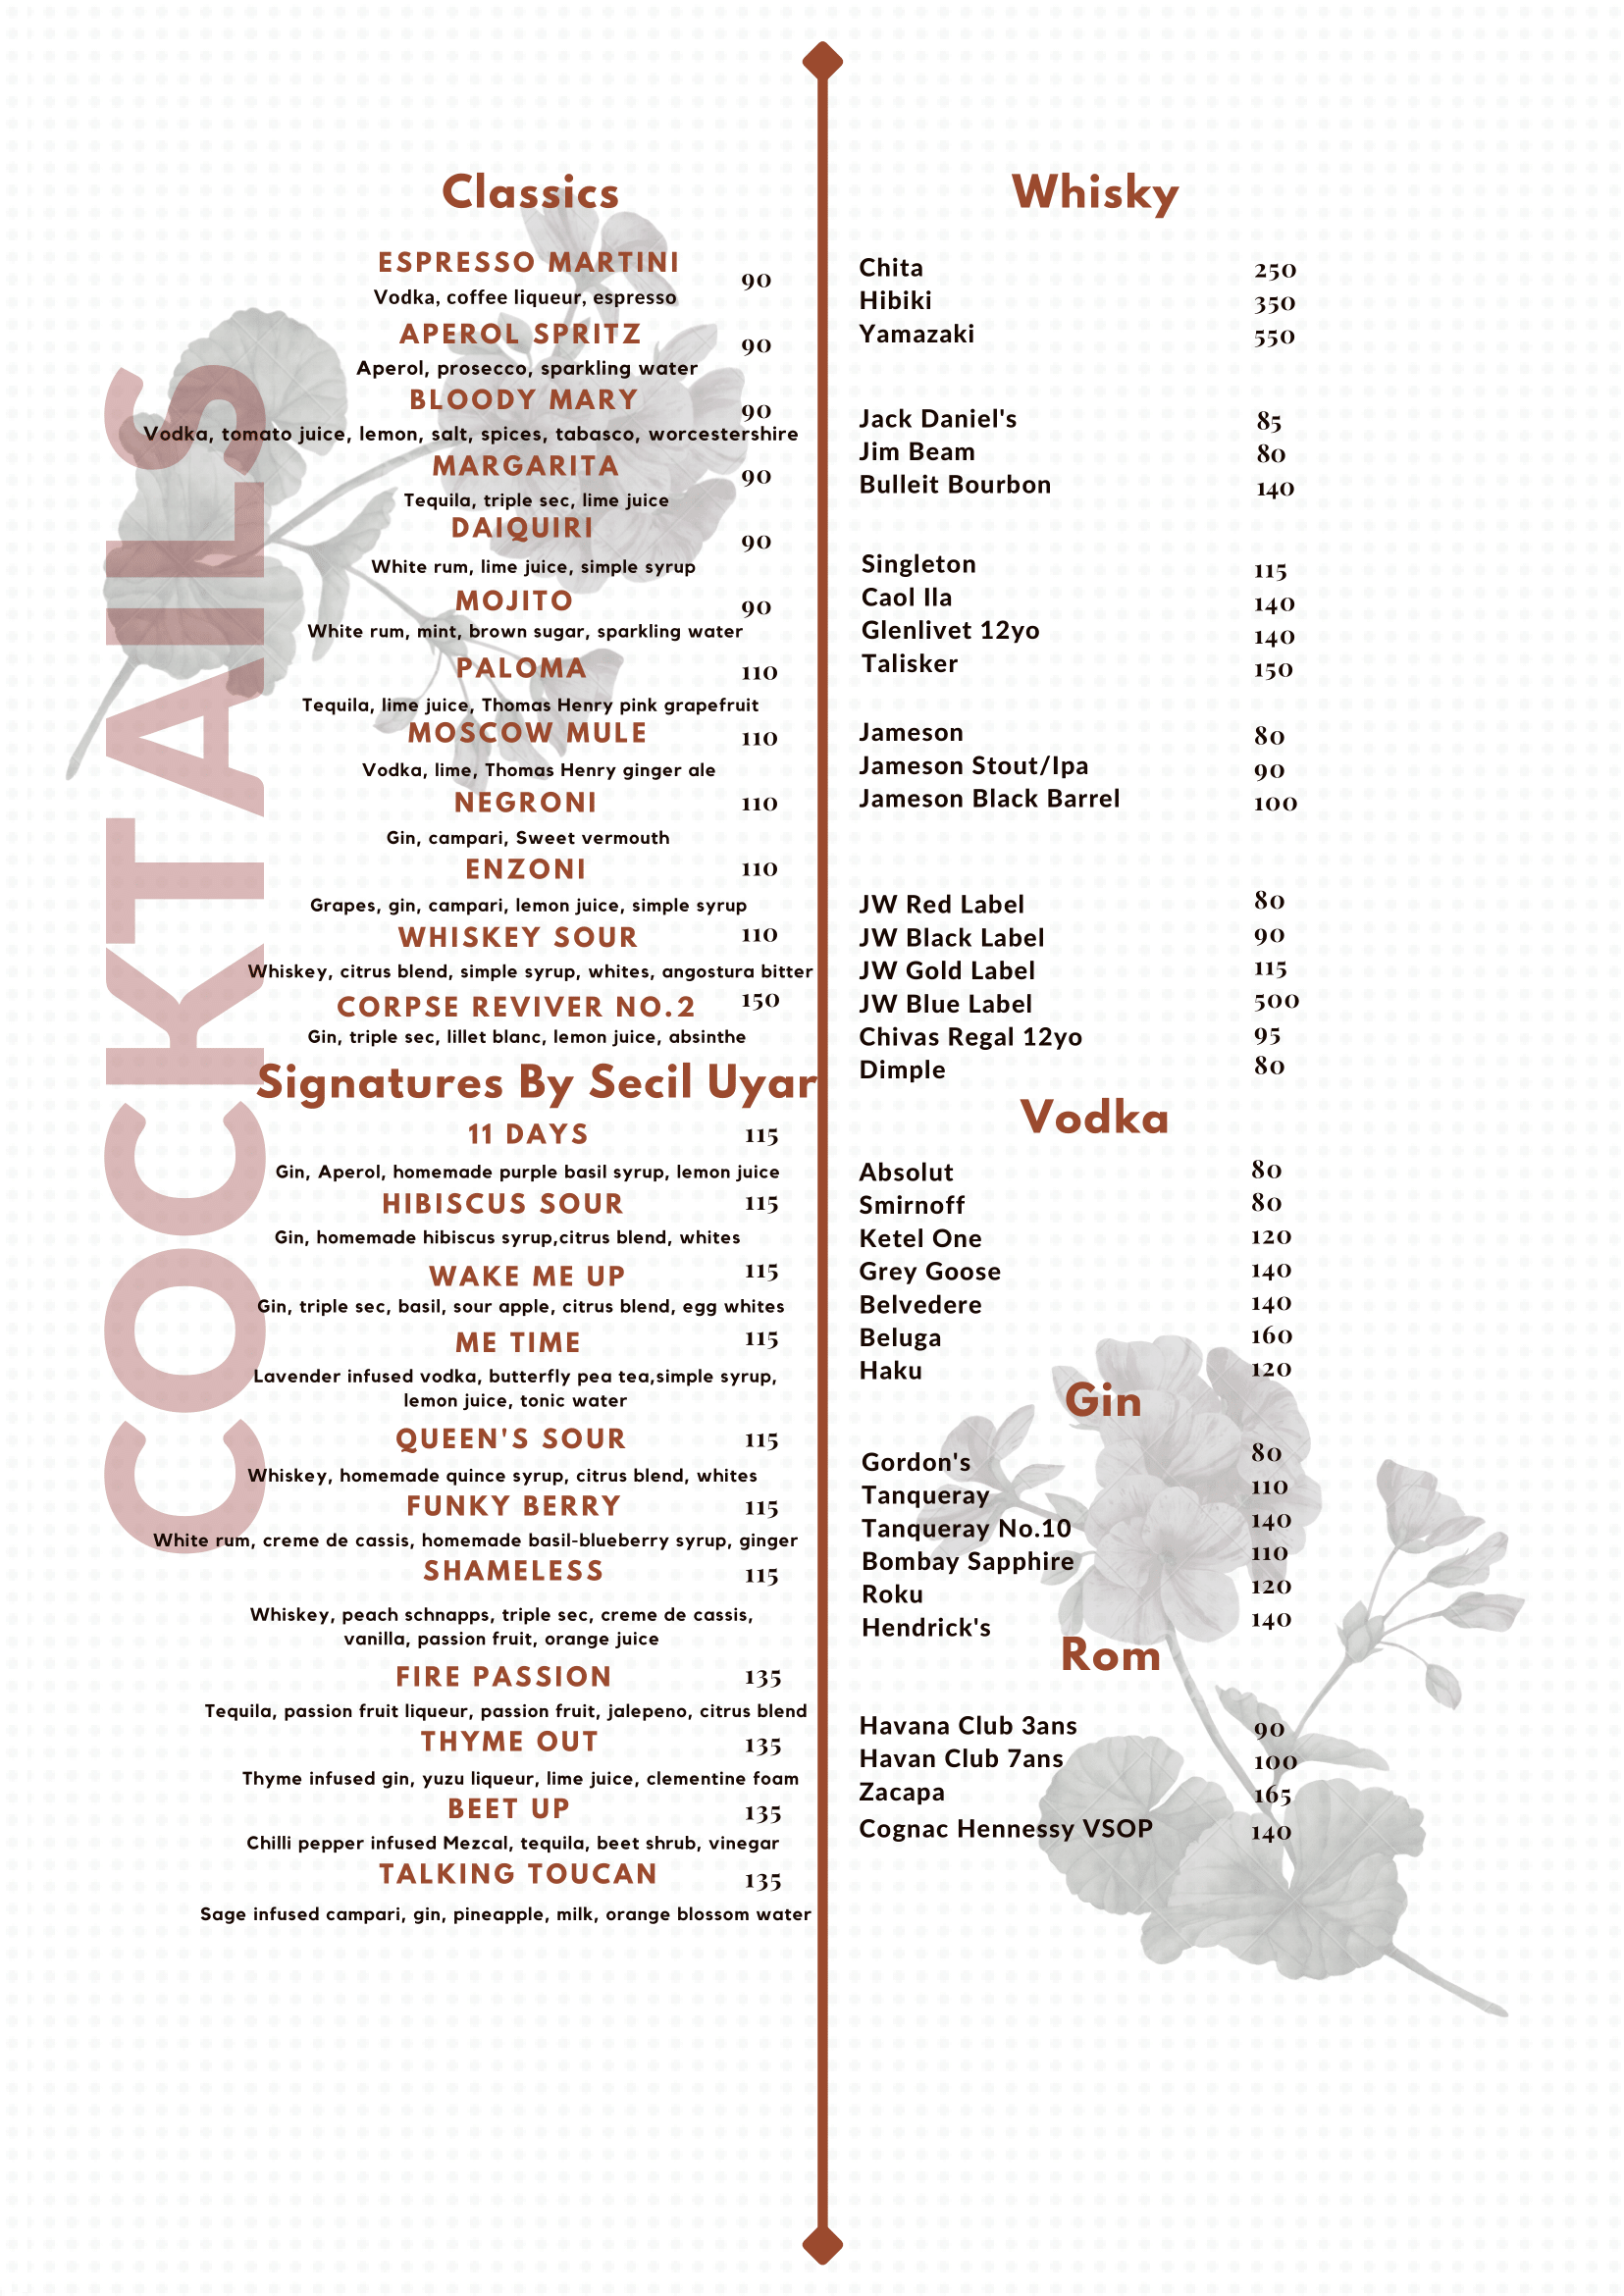 COCKTAILS
Classics
ESPRESSO MARTINI 90
Vodka, coffee liqueur, espresso
APEROL SPRITZ 90
Aperol, prosecco, sparkling water
BLOODY MARY 90
Vodka, tomato juice, lemon, salt, spices, tabasco, worcestershire
MARGARITA 90
Tequila, triple sec, lime juice
DAIQUIRI 90
White rum, lime juice, simple syrup
MOJITO 90
White rum, mint, brown sugar, sparkling water
PALOMA 110
Tequila, lime juice, Thomas Henry pink grapefruit
MOSCOW MULE 110
Vodka, lime, Thomas Henry ginger ale
NEGRONI 110
Gin, campari, Sweet vermouth
ENZONI 110
Grapes, gin, campari, lemon juice, simple syrup
WHISKEY SOUR 110
Whiskey, citrus blend, simple syrup, whites, angostura bitter
CORPSE REVIVER NO.2 150
Gin, triple sec, lillet blanc, lemon juice, absinthe
Signatures By Secil Uyar
11 DAYS 115
Gin, Aperol, homemade purple basil syrup, lemon juice
HIBISCUS SOUR 115
Gin, homemade hibiscus syrup,citrus blend, whites
WAKE ME UP 115
Gin, triple sec, basil, sour apple, citrus blend, egg whites
ME TIME 115
Lavender infused vodka, butterfly pea tea,simple syrup,
lemon juice, tonic water
QUEEN'S SOUR 115
Whiskey, homemade quince syrup, citrus blend, whites
FUNKY BERRY 115
White rum, creme de cassis, homemade basil-blueberry syrup, ginger
SHAMELESS 115
Whiskey, peach schnapps, triple sec, creme de cassis,
vanilla, passion fruit, orange juice
FIRE PASSION 135
Tequila, passion fruit liqueur, passion fruit, jalepeno, citrus blend
THYME OUT 135
Thyme infused gin, yuzu liqueur, lime juice, clementine foam
BEET UP 135
Chilli pepper infused Mezcal, tequila, beet shrub, vinegar
TALKING TOUCAN 135
Sage infused campari, gin, pineapple, milk, orange blossom water
Whisky
Chita 250
Hibiki 350
Yamazaki 550
Jack Daniel's 85
Jim Beam 80
Bulleit Bourbon 140
Singleton 115
Caol Ila 140
Glenlivet 12yo 140
Talisker 150
Jameson 80
Jameson Stout/Ipa 90
Jameson Black Barrel 100
JW Red Label 80
JW Black Label 90
JW Gold Label 115
JW Blue Label 500
Chivas Regal 12yo 95
Dimple 80
Vodka
Absolut 80
Smirnoff 80
Ketel One 120
Grey Goose 140
Belvedere 140
Beluga 160
Haku 120
Gin
Gordon's 80
Tanqueray 110
Tanqueray No.10 140
Bombay Sapphire 110
Roku 120
Hendrick's 140
Rom
Havana Club 3ans 90
Havan Club 7ans 100
Zacapa 165
Cognac Hennessy VSOP 140